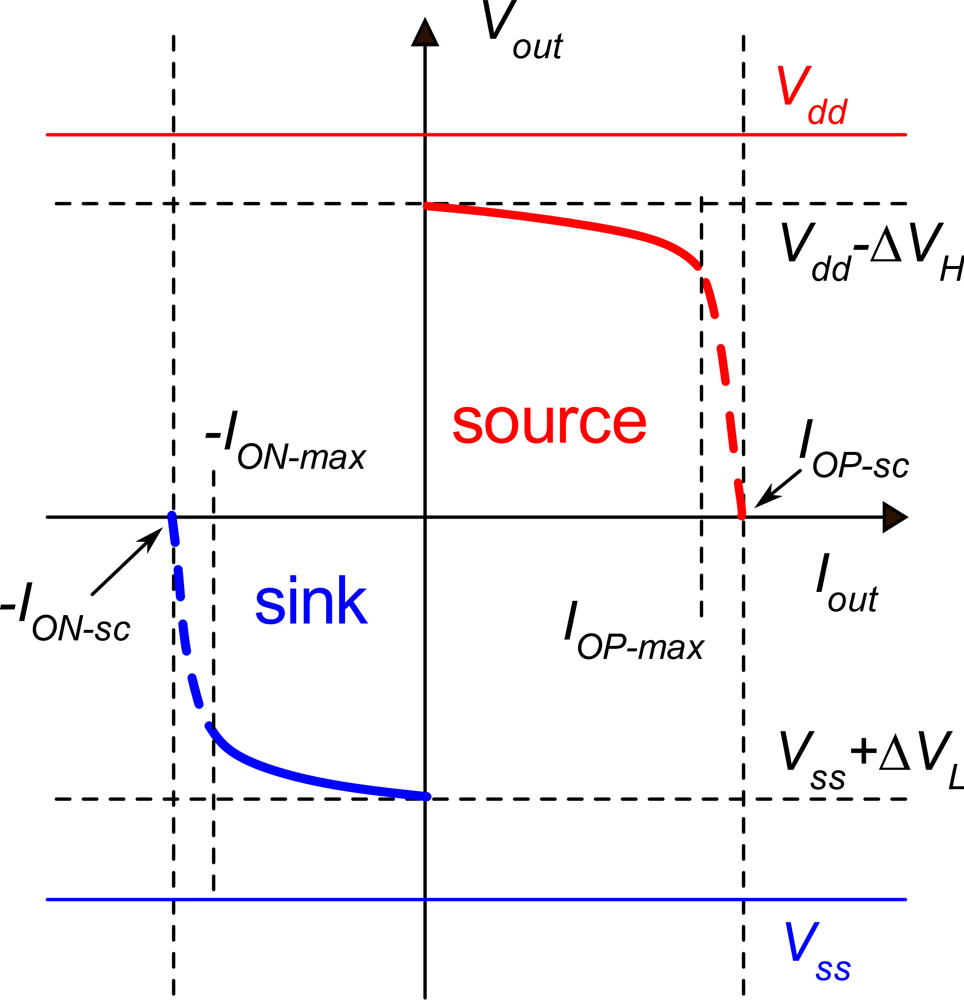 Vout
Vdd
Vdd-ΔVH
source
-ION-max
IOP-sc
Iout
sink
-ION-sc
IOP-max
Vss+ΔVL
Vss